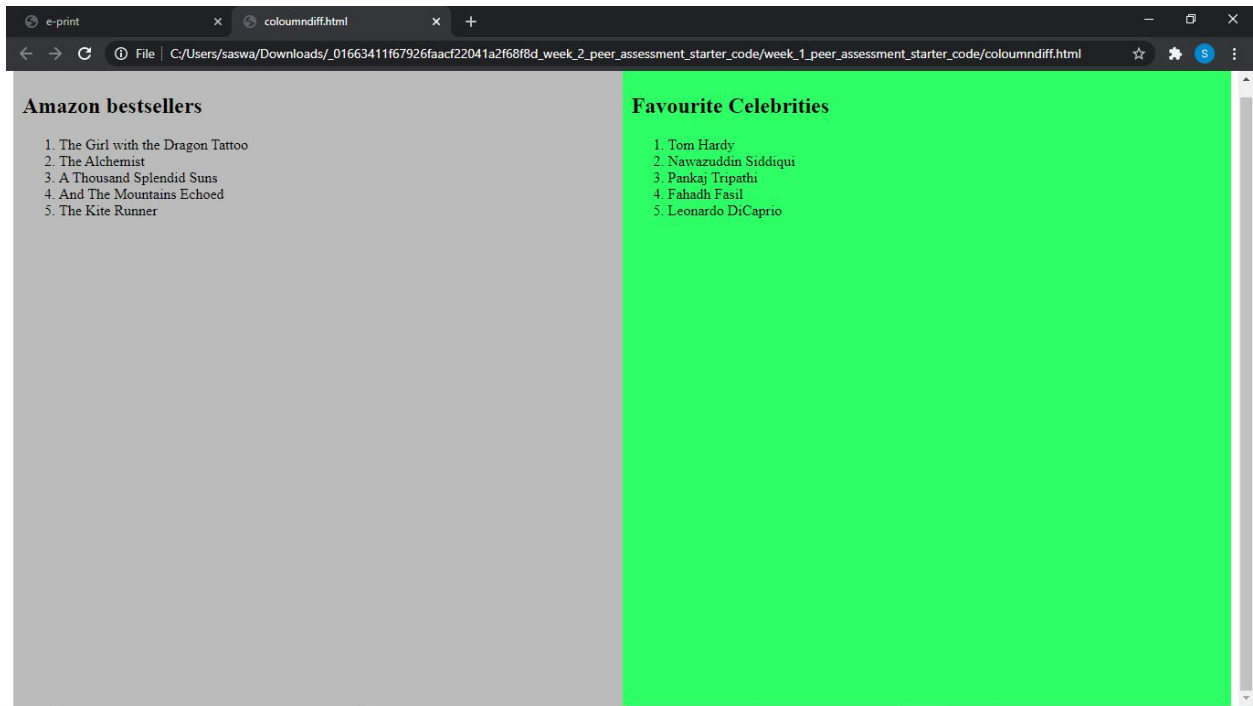 e-print
coloumndiff.html
File
C:/Users/saswa/Downloads/_01663411f67926faacf22041a2f68f8d_week_2_peer_assessment_starter_code/week_1_peer_assessment_starter_code/coloumndiff.html
S
Amazon bestsellers
1. The Girl with the Dragon Tattoo
2. The Alchemist
3. A Thousand Splendid Suns
4. And The Mountains Echoed
5. The Kite Runner
Favourite Celebrities
1. Tom Hardy
2. Nawazuddin Siddiqui
3. Pankaj Tripathi
4. Fahadh Fasil
5. Leonardo DiCaprio